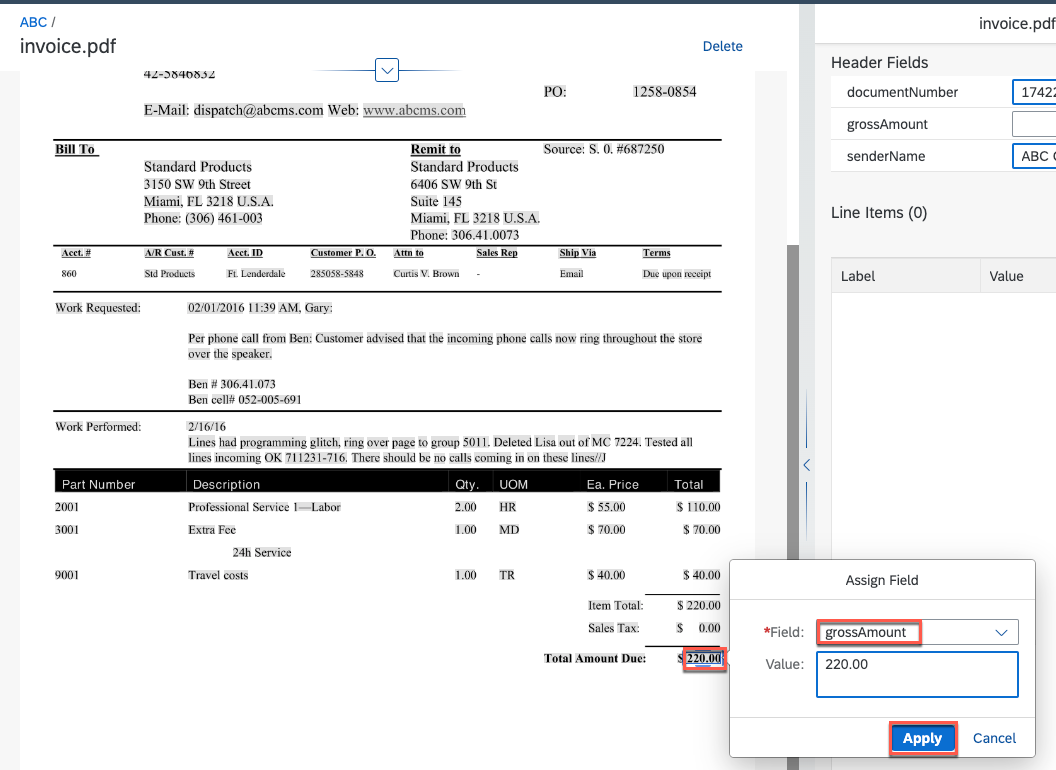 ABC /
invoice.pdf
Delete
42-5846832
PO: 1258-0854
E-Mail: dispatch@abcms.com Web: www.abcms.com
Bill To Remit to Source: S. 0. #687250
Standard Products Standard Products
3150 SW 9th Street 6406 SW 9th St
Miami, FL 3218 U.S.A. Suite 145
Phone: (306) 461-003 Miami, FL 3218 U.S.A.
Phone: 306.41.0073
Acct. # A/R Cust. # Acct. ID Customer P. O. Attn to Sales Rep Ship Via Terms
860 Std Products Ft. Lenderdale 285058-5848 Curtis V. Brown - Email Due upon receipt
Work Requested: 02/01/2016 11:39 AM, Gary:
Per phone call from Ben: Customer advised that the incoming phone calls now ring throughout the store
over the speaker.
Ben # 306.41.073
Ben cell# 052-005-691
Work Performed: 2/16/16
Lines had programming glitch, ring over page to group 5011. Deleted Lisa out of MC 7224. Tested all
lines incoming OK 711231-716. There should be no calls coming in on these lines//J
Part Number Description Qty. UOM Ea. Price Total
2001 Professional Service 1—Labor 2.00 HR $ 55.00 $ 110.00
3001 Extra Fee 1.00 MD $ 70.00 $ 70.00
24h Service
9001 Travel costs 1.00 TR $ 40.00 $ 40.00
Item Total: $ 220.00
Sales Tax: $ 0.00
Total Amount Due: $ 220.00
invoice.pdf
Header Fields
documentNumber 17422
grossAmount
senderName ABC
Line Items (0)
Label Value
Assign Field
*Field: grossAmount
Value: 220.00
Apply Cancel